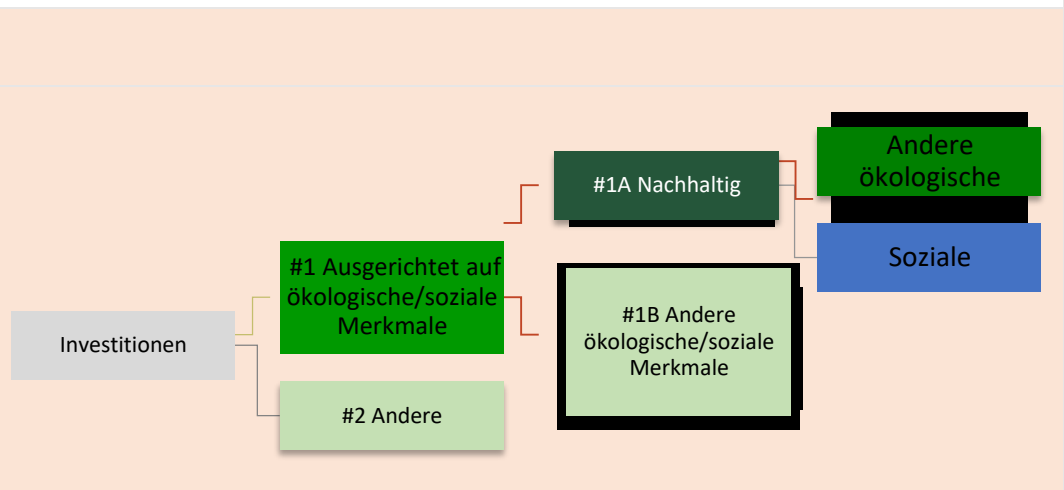 Investitionen
#1 Ausgerichtet auf
ökologische/soziale
Merkmale
#2 Andere
#1A Nachhaltig
#1B Andere
ökologische/soziale
Merkmale
Andere
ökologische
Soziale